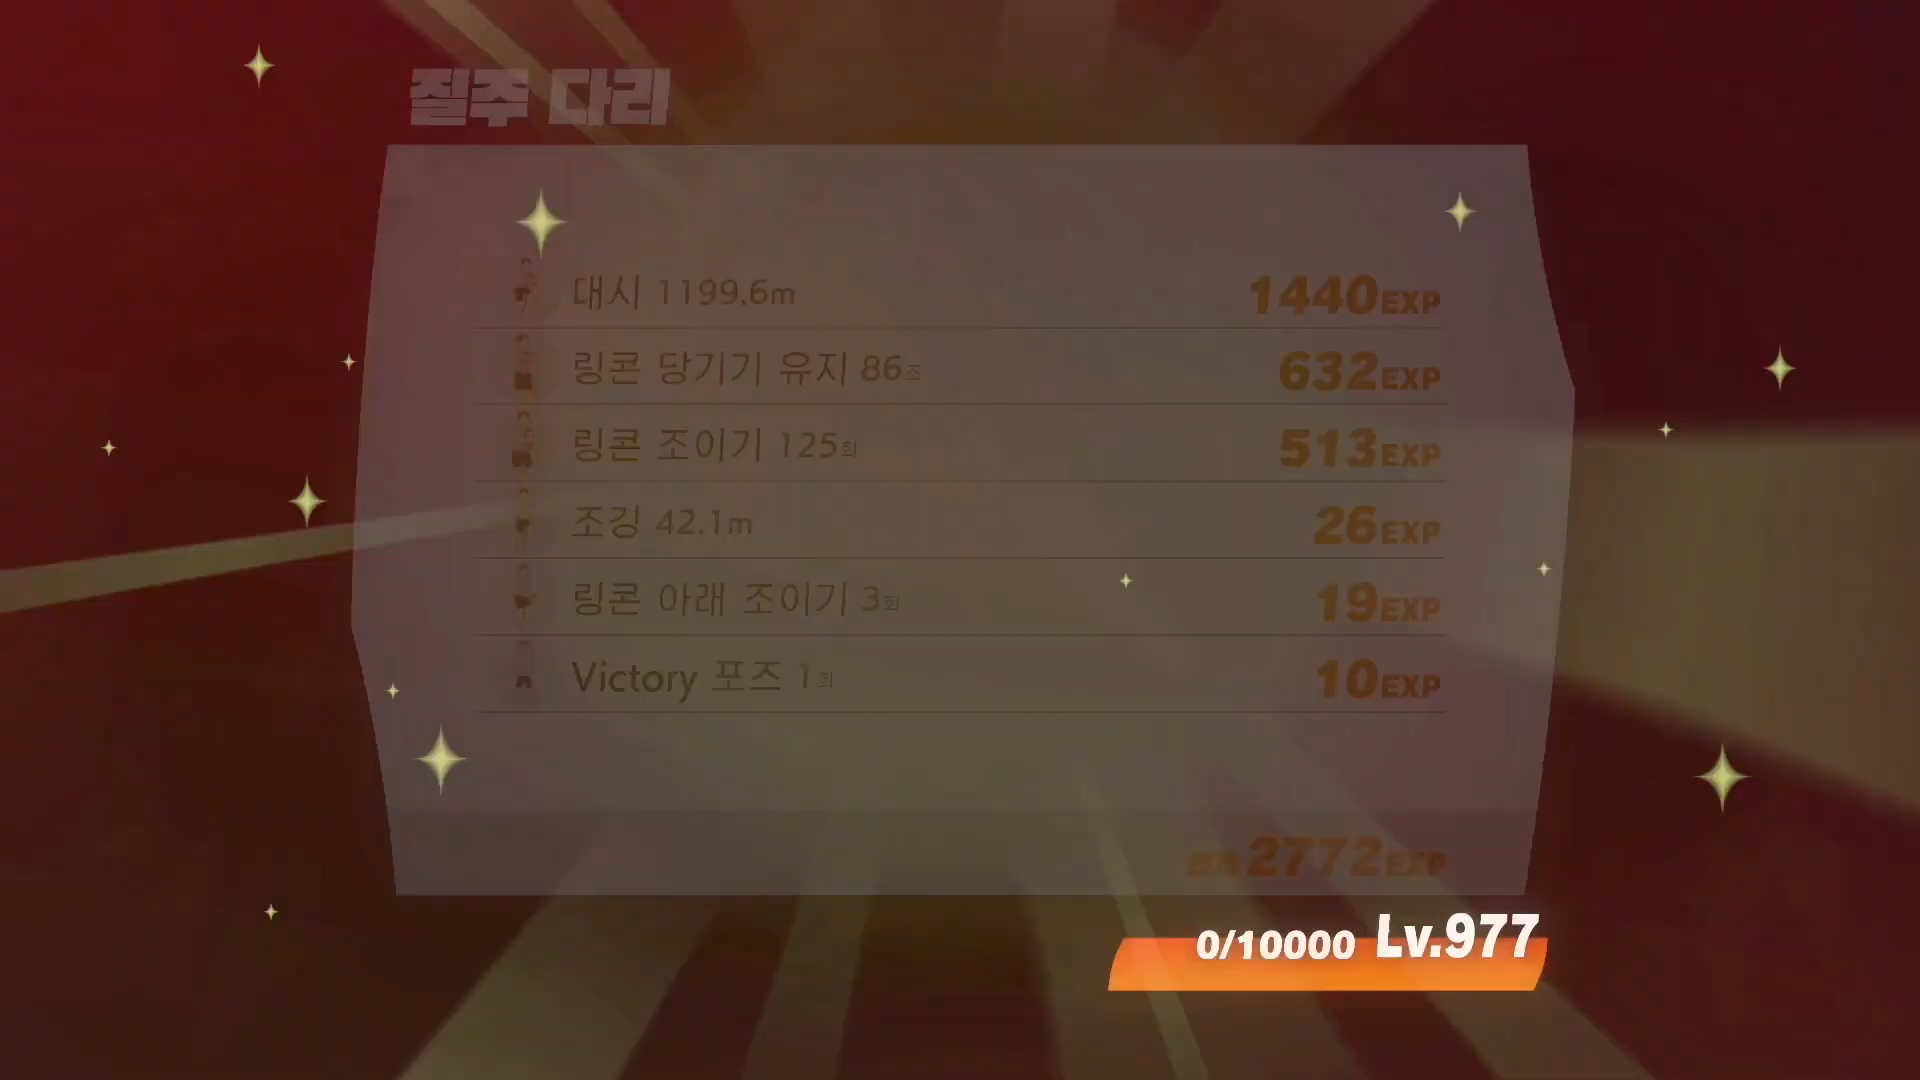 질주 다리
대시 1199.6m 1440EXP
링콘 당기기 유지 86초 632EXP
링콘 조이기 125회 513EXP
조깅 42.1m 26EXP
링콘 아래 조이기 3회 19EXP
Victory 포즈 1회 10EXP
2772EXP
0/10000 Lv.977